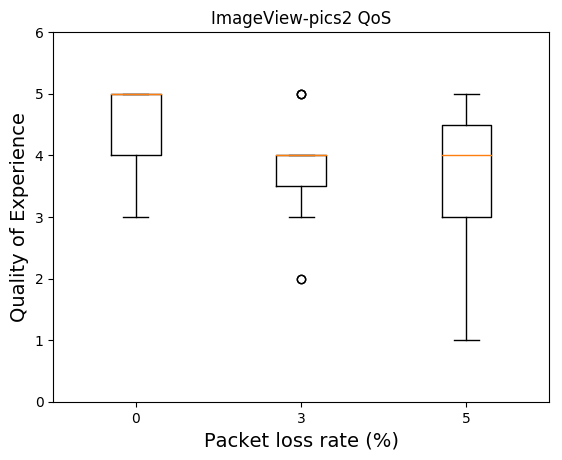 ImageView-pics2 QoS
6
5
4
3
2
1
0
Quality of Experience
0 3 5
Packet loss rate (%)